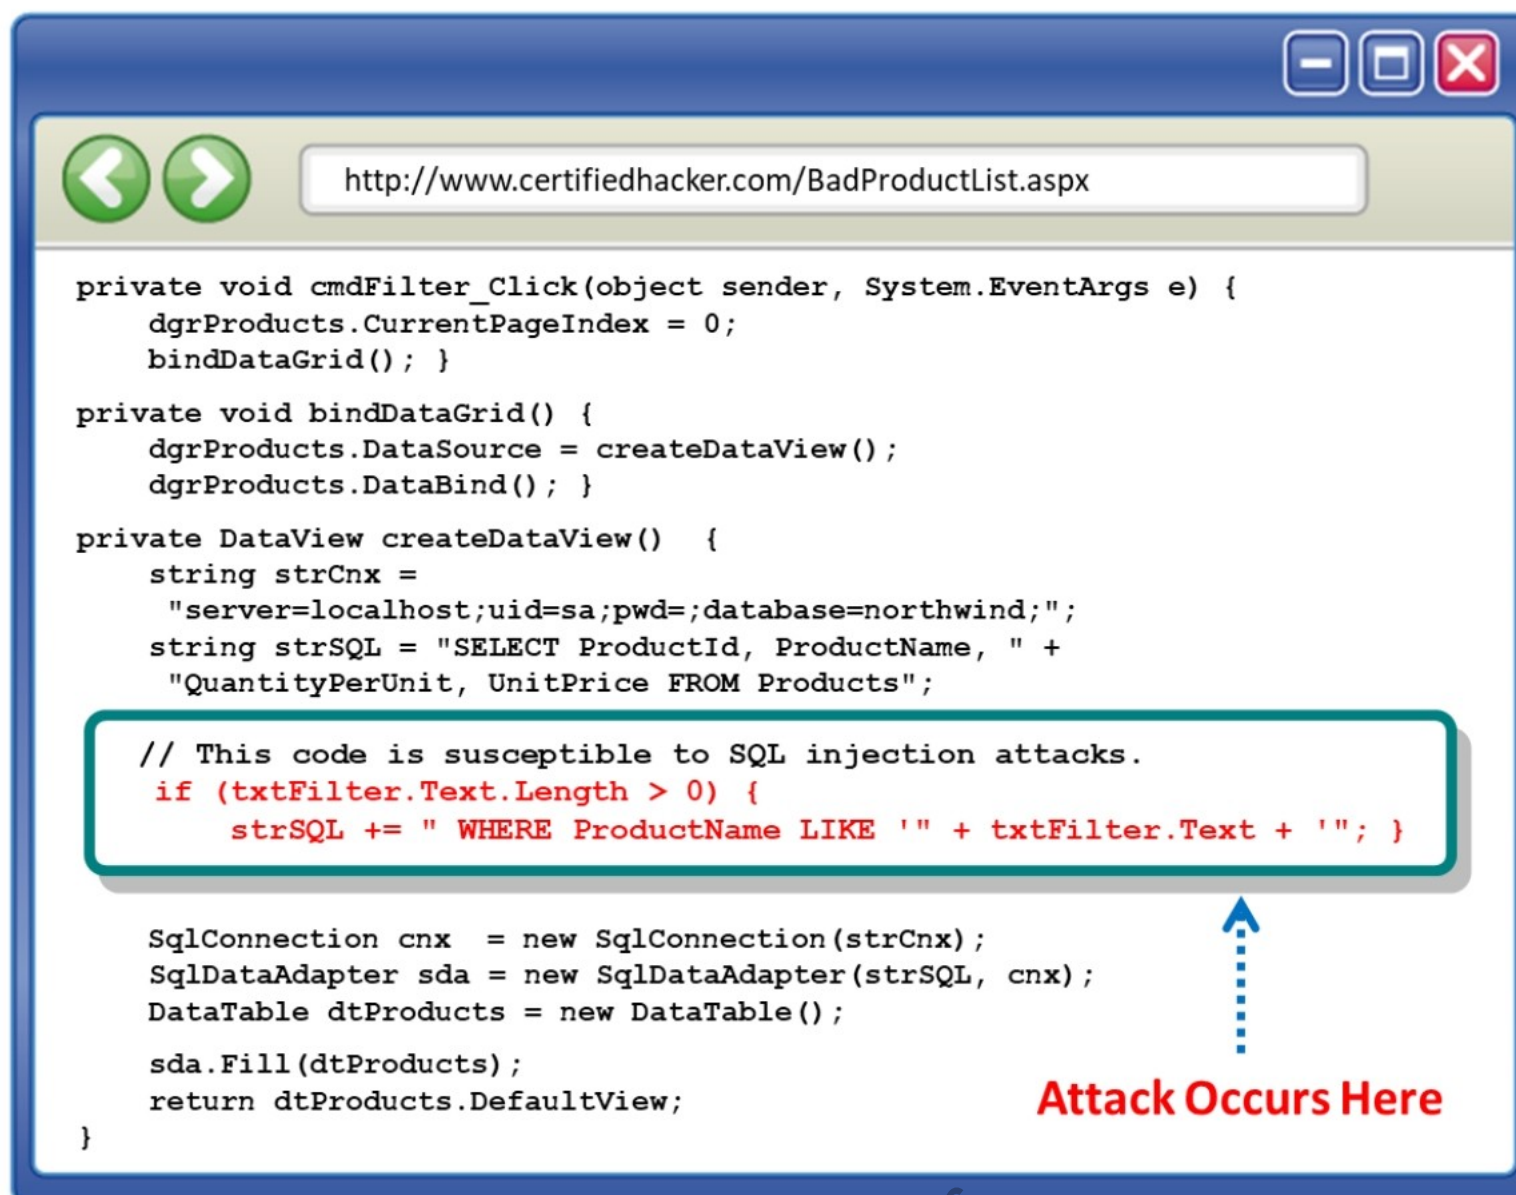 http://www.certifiedhacker.com/BadProductList.aspx
private void cmdFilter_Click(object sender, System.EventArgs e) {
dgrProducts.CurrentPageIndex = 0;
bindDataGrid(); }
private void bindDataGrid() {
dgrProducts.DataSource = createDataView();
dgrProducts.DataBind(); }
private DataView createDataView()  {
string strCnx =
"server=localhost;uid=sa;pwd=;database=northwind;";
string strSQL = "SELECT ProductId, ProductName, " +
"QuantityPerUnit, UnitPrice FROM Products";
// This code is susceptible to SQL injection attacks.
if (txtFilter.Text.Length > 0) {
strSQL += " WHERE ProductName LIKE '" + txtFilter.Text + '"; }
SqlConnection cnx  = new SqlConnection(strCnx);
SqlDataAdapter sda = new SqlDataAdapter(strSQL, cnx);
DataTable dtProducts = new DataTable();
sda.Fill(dtProducts);
return dtProducts.DefaultView;
Attack Occurs Here
}